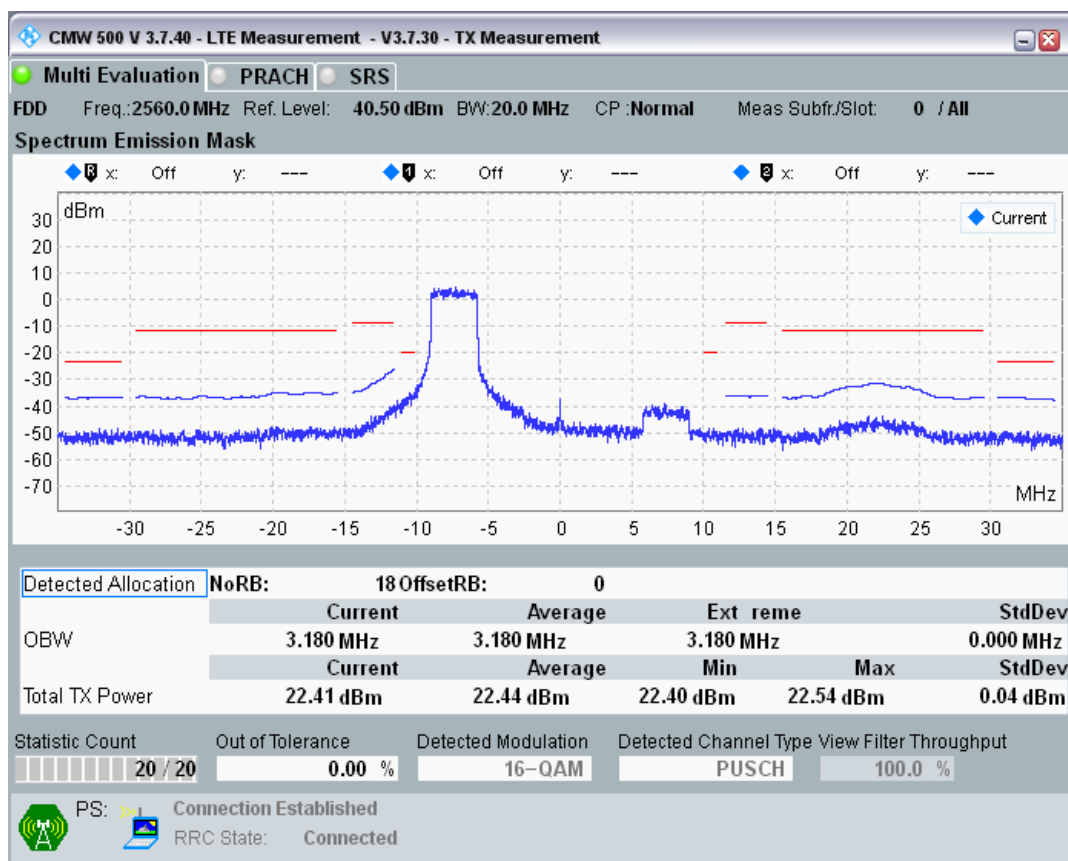 CMW 500 V 3.7.40 - LTE Measurement - V3.7.30 - TX Measurement
Multi Evaluation PRACH SRS
FDD Freq.:2560.0 MHz Ref. Level: 40.50 dBm BW:20.0 MHz CP :Normal Meas Subfr./Slot: 0 / All
Spectrum Emission Mask
R x: Off y: --- 1 x: Off y: --- 2 x: Off y: ---
dBm
Current
30
20
10
0
-10
-20
-30
-40
-50
-60
-70
MHz
-30 -25 -20 -15 -10 -5 0 5 10 15 20 25 30
Detected Allocation NoRB: 18 OffsetRB: 0
Current Average Ext reme StdDev
OBW 3.180 MHz 3.180 MHz 3.180 MHz 0.000 MHz
Current Average Min Max StdDev
Total TX Power 22.41 dBm 22.44 dBm 22.40 dBm 22.54 dBm 0.04 dBm
Statistic Count Out of Tolerance Detected Modulation Detected Channel Type View Filter Throughput
20 / 20 0.00 % 16-QAM PUSCH 100.0 %
PS: Connection Established
RRC State: Connected